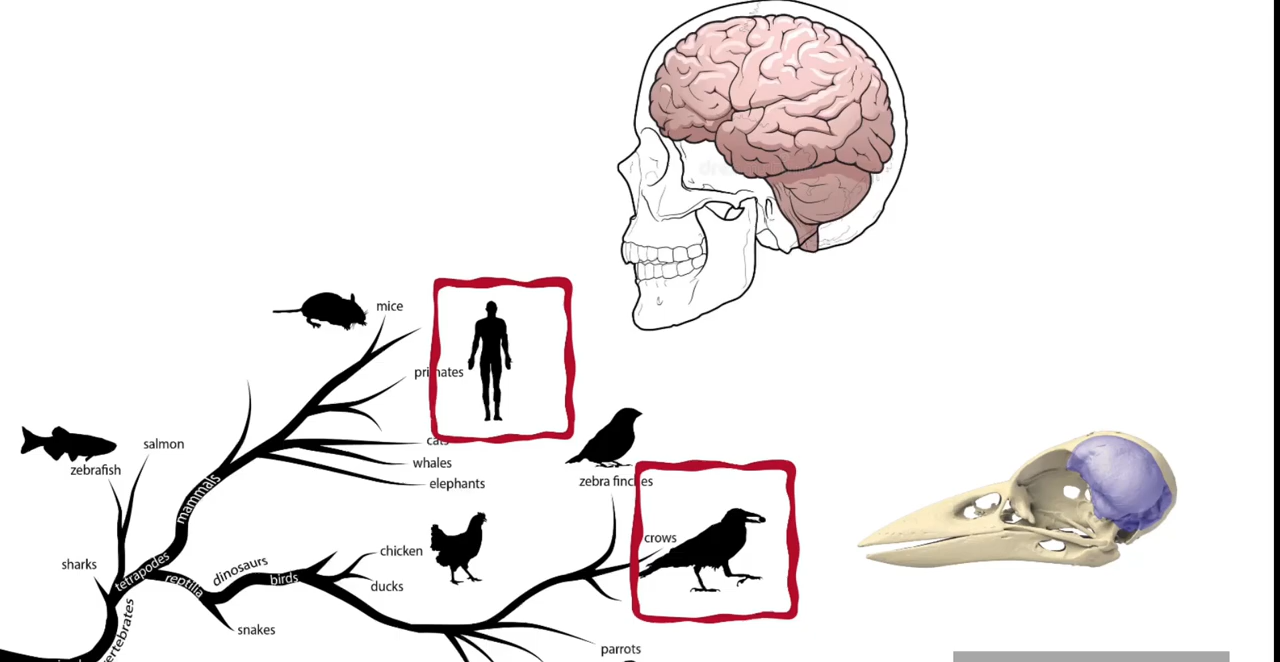 mice
primates
cats
whales
elephants
salmon
zebrafish
mammals
zebra finches
sharks
tetrapodes
reptilia
dinosaurs
birds
chicken
ducks
crows
snakes
parrots